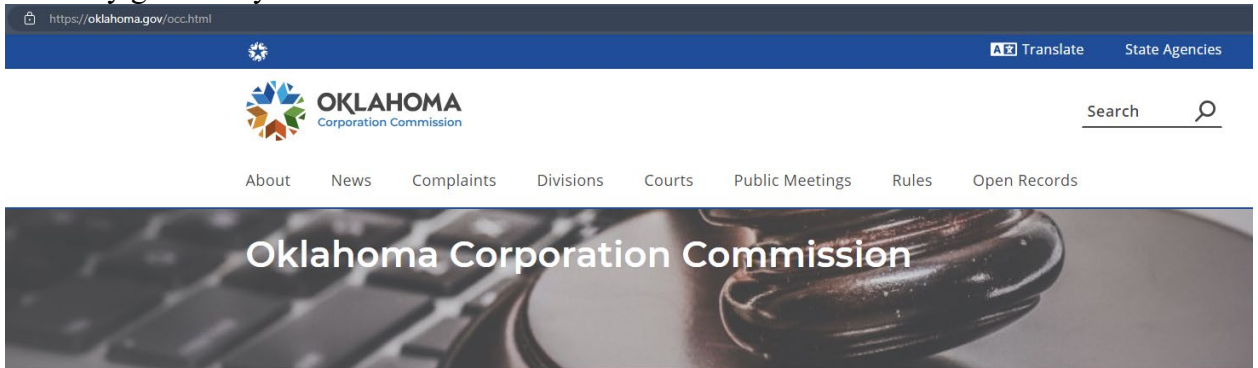 https://oklahoma.gov/occ.html
Translate State Agencies
OKLAHOMA
Corporation Commission
Search
About News Complaints Divisions Courts Public Meetings Rules Open Records
Oklahoma Corporation Commission